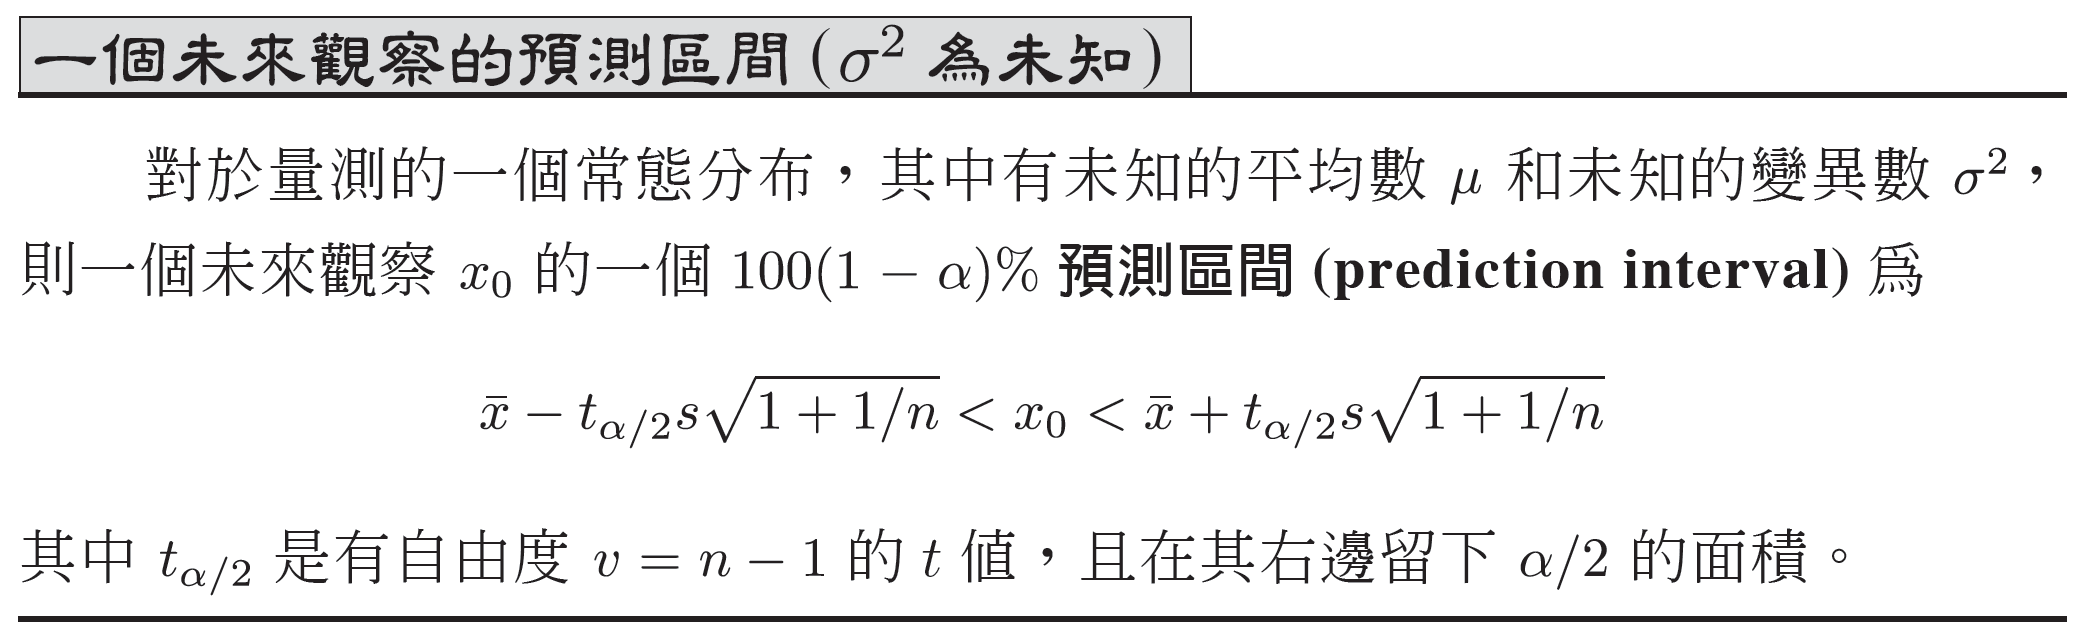 一個未來觀察的預測區間 (σ² 為未知)
對於量測的一個常態分布，其中有未知的平均數 μ 和未知的變異數 σ²，
則一個未來觀察 x₀ 的一個 100(1 − α)% 預測區間 (prediction interval) 為
x̄ − t_{α/2}s√(1 + 1/n) < x₀ < x̄ + t_{α/2}s√(1 + 1/n)
其中 t_{α/2} 是有自由度 v = n − 1 的 t 值，且在其右邊留下 α/2 的面積。